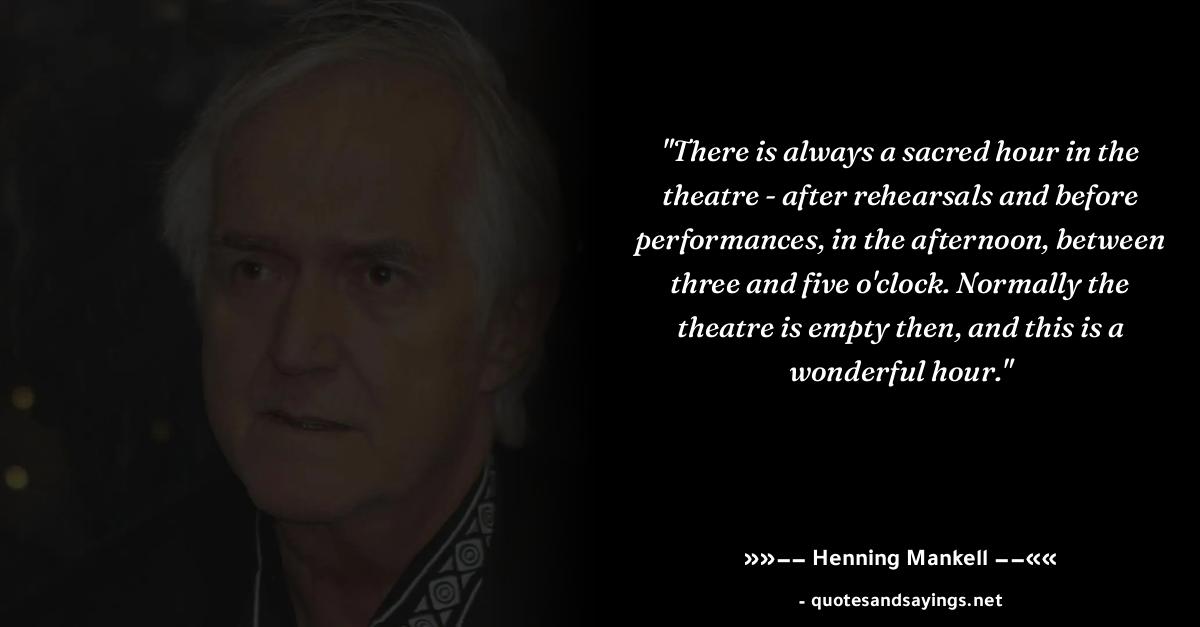 "There is always a sacred hour in the
theatre - after rehearsals and before
performances, in the afternoon, between
three and five o'clock. Normally the
theatre is empty then, and this is a
wonderful hour."
»»–– Henning Mankell ––««
- quotesandsayings.net